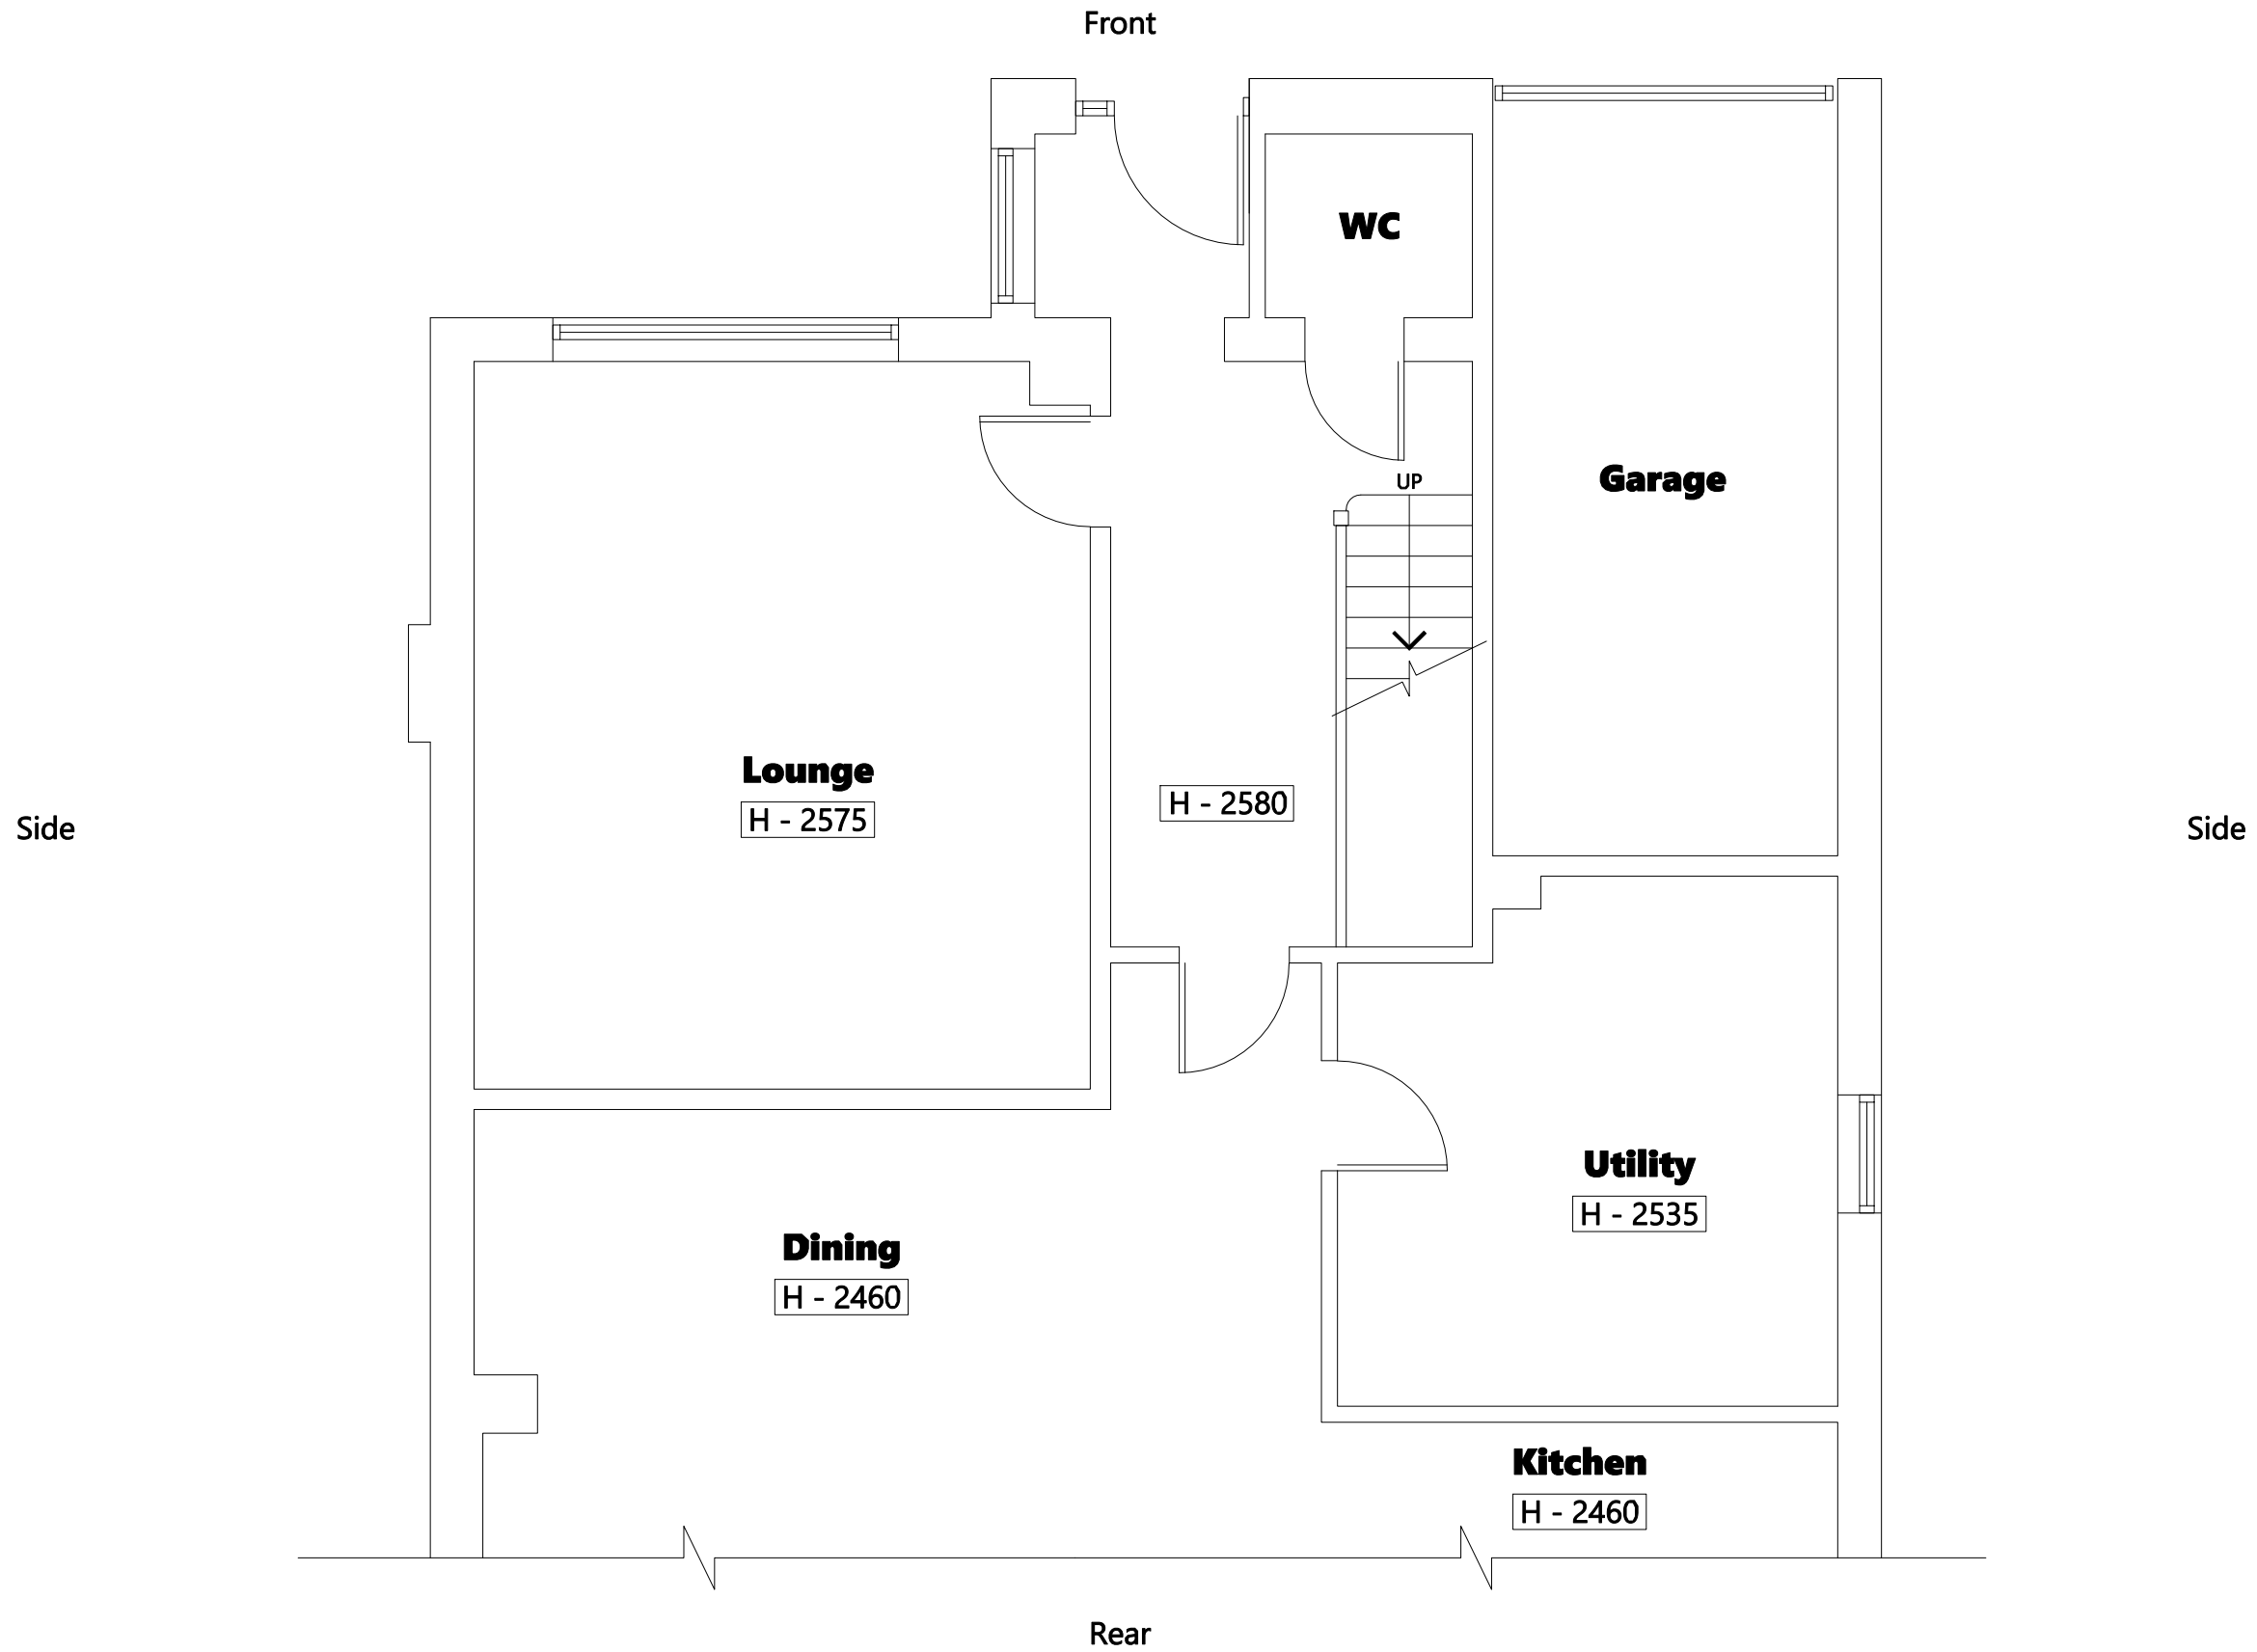 Front
WC
Garage
UP
Lounge
H - 2575
H - 2580
Side
Side
Utility
H - 2535
Dining
H - 2460
Kitchen
H - 2460
Rear